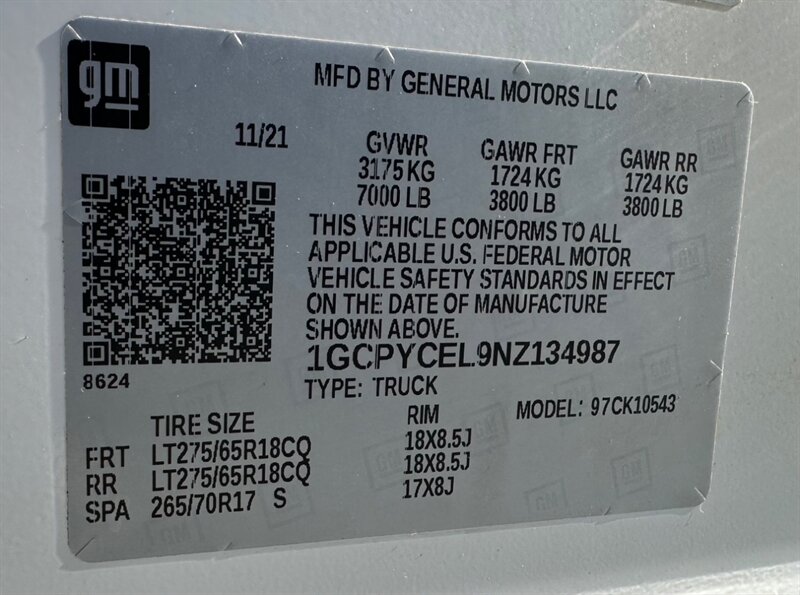 gm
MFD BY GENERAL MOTORS LLC
11/21 GVWR GAWR FRT GAWR RR
3175 KG 1724 KG 1724 KG
7000 LB 3800 LB 3800 LB
THIS VEHICLE CONFORMS TO ALL
APPLICABLE U.S. FEDERAL MOTOR
VEHICLE SAFETY STANDARDS IN EFFECT
ON THE DATE OF MANUFACTURE
SHOWN ABOVE.
1GCPYCEL9NZ134987
8624
TYPE: TRUCK
MODEL: 97CK10543
TIRE SIZE RIM
FRT LT275/65R18CQ 18X8.5J
RR LT275/65R18CQ 18X8.5J
SPA 265/70R17 S 17X8J